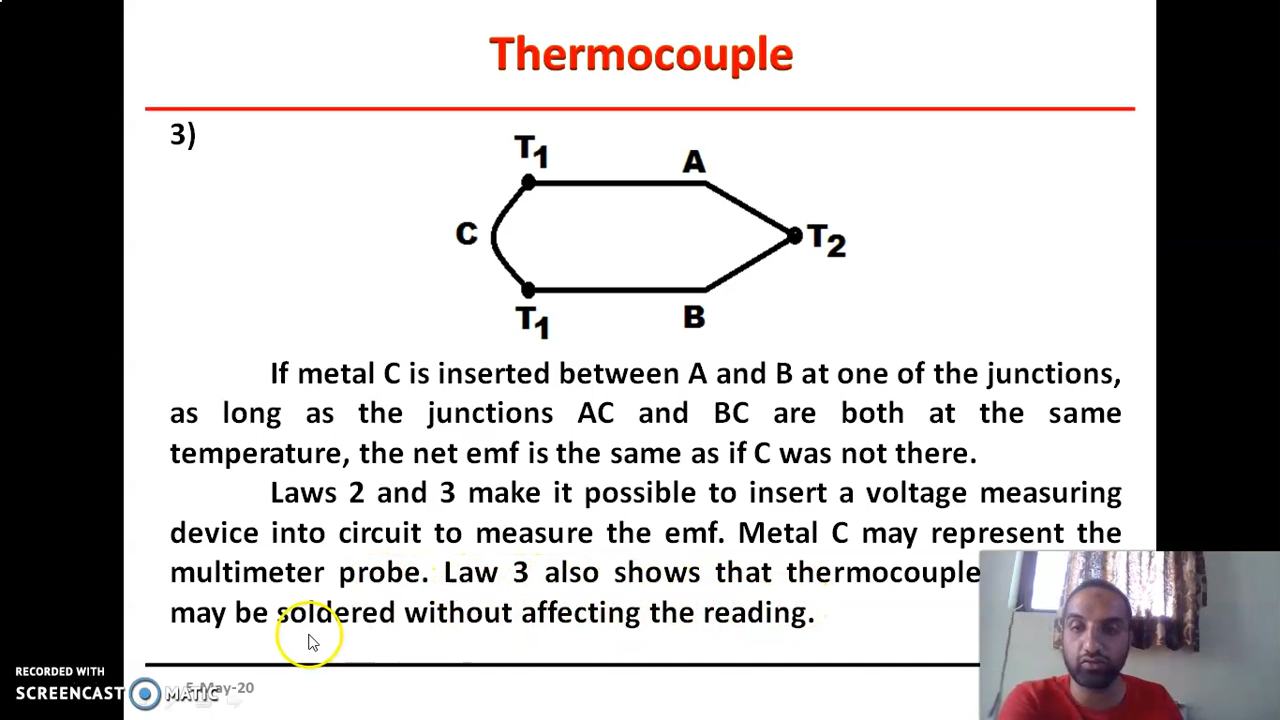 Thermocouple
3)
T1
A
C
T2
T1
B
If metal C is inserted between A and B at one of the junctions,
as long as the junctions AC and BC are both at the same
temperature, the net emf is the same as if C was not there.
Laws 2 and 3 make it possible to insert a voltage measuring
device into circuit to measure the emf. Metal C may represent the
multimeter probe. Law 3 also shows that thermocouple
may be soldered without affecting the reading.
RECORDED WITH
SCREENCAST MATIC
5-May-20